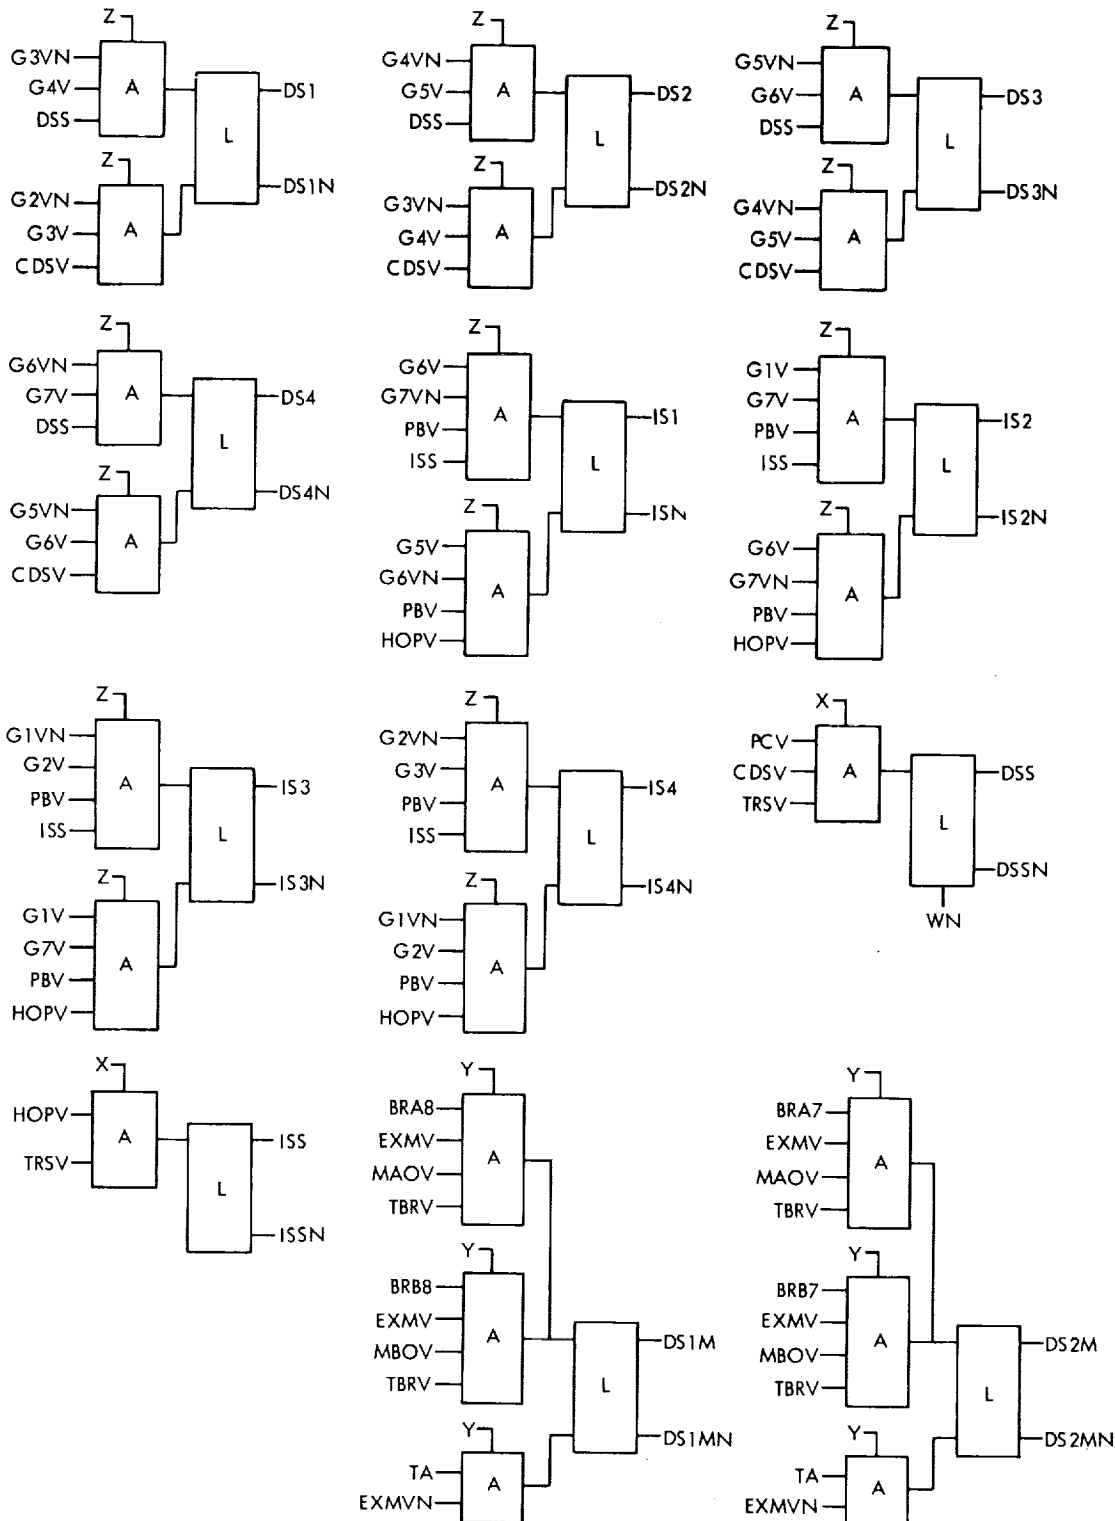 Z
G3VN
G4V
DSS
A
L
DS1
DS1N
Z
G2VN
G3V
CDSV
A
Z
G4VN
G5V
DSS
A
L
DS2
DS2N
Z
G3VN
G4V
CDSV
A
Z
G5VN
G6V
DSS
A
L
DS3
DS3N
Z
G4VN
G5V
CDSV
A
Z
G6VN
G7V
DSS
A
L
DS4
DS4N
Z
G5VN
G6V
CDSV
A
Z
G6V
G7VN
PBV
ISS
A
L
IS1
ISN
Z
G5V
G6VN
PBV
HOPV
A
Z
G1V
G7V
PBV
ISS
A
L
IS2
IS2N
Z
G6V
G7VN
PBV
HOPV
A
Z
G1VN
G2V
PBV
ISS
A
L
IS3
IS3N
Z
G1V
G7V
PBV
HOPV
A
Z
G2VN
G3V
PBV
ISS
A
L
IS4
IS4N
Z
G1VN
G2V
PBV
HOPV
A
X
PCV
CDSV
TRSV
A
L
DSS
DSSN
WN
X
HOPV
TRSV
A
L
ISS
ISSN
Y
BRA8
EXMV
MAOV
TBRV
A
Y
BRB8
EXMV
MBOV
TBRV
A
L
DS1M
DS1MN
Y
TA
EXMVN
A
Y
BRA7
EXMV
MAOV
TBRV
A
Y
BRB7
EXMV
MBOV
TBRV
A
L
DS2M
DS2MN
Y
TA
EXMVN
A